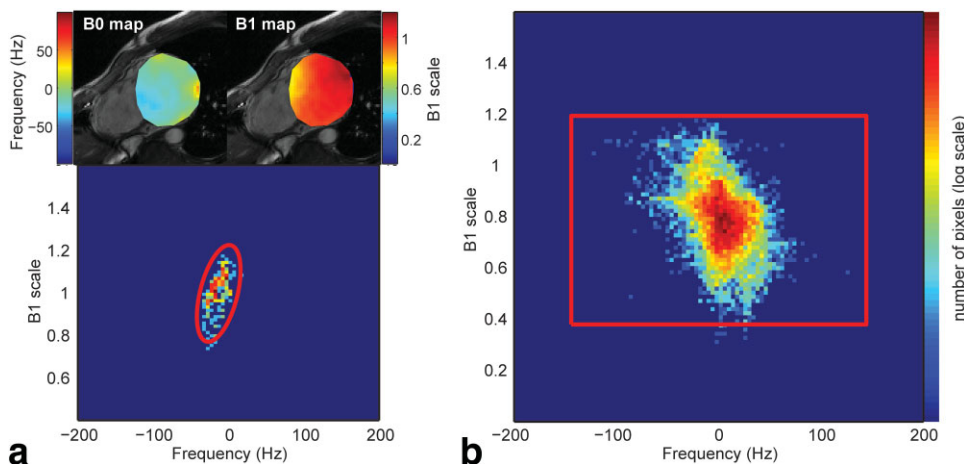 B0 map
B1 map
Frequency (Hz)
50
0
−50
1
0.6
0.2
B1 scale
1.4
1.2
1
0.8
0.6
B1 scale
−200
−100
0
100
200
Frequency (Hz)
a
1.6
1.4
1.2
1
0.8
0.6
0.4
0.2
B1 scale
−200
−100
0
100
200
Frequency (Hz)
number of pixels (log scale)
b